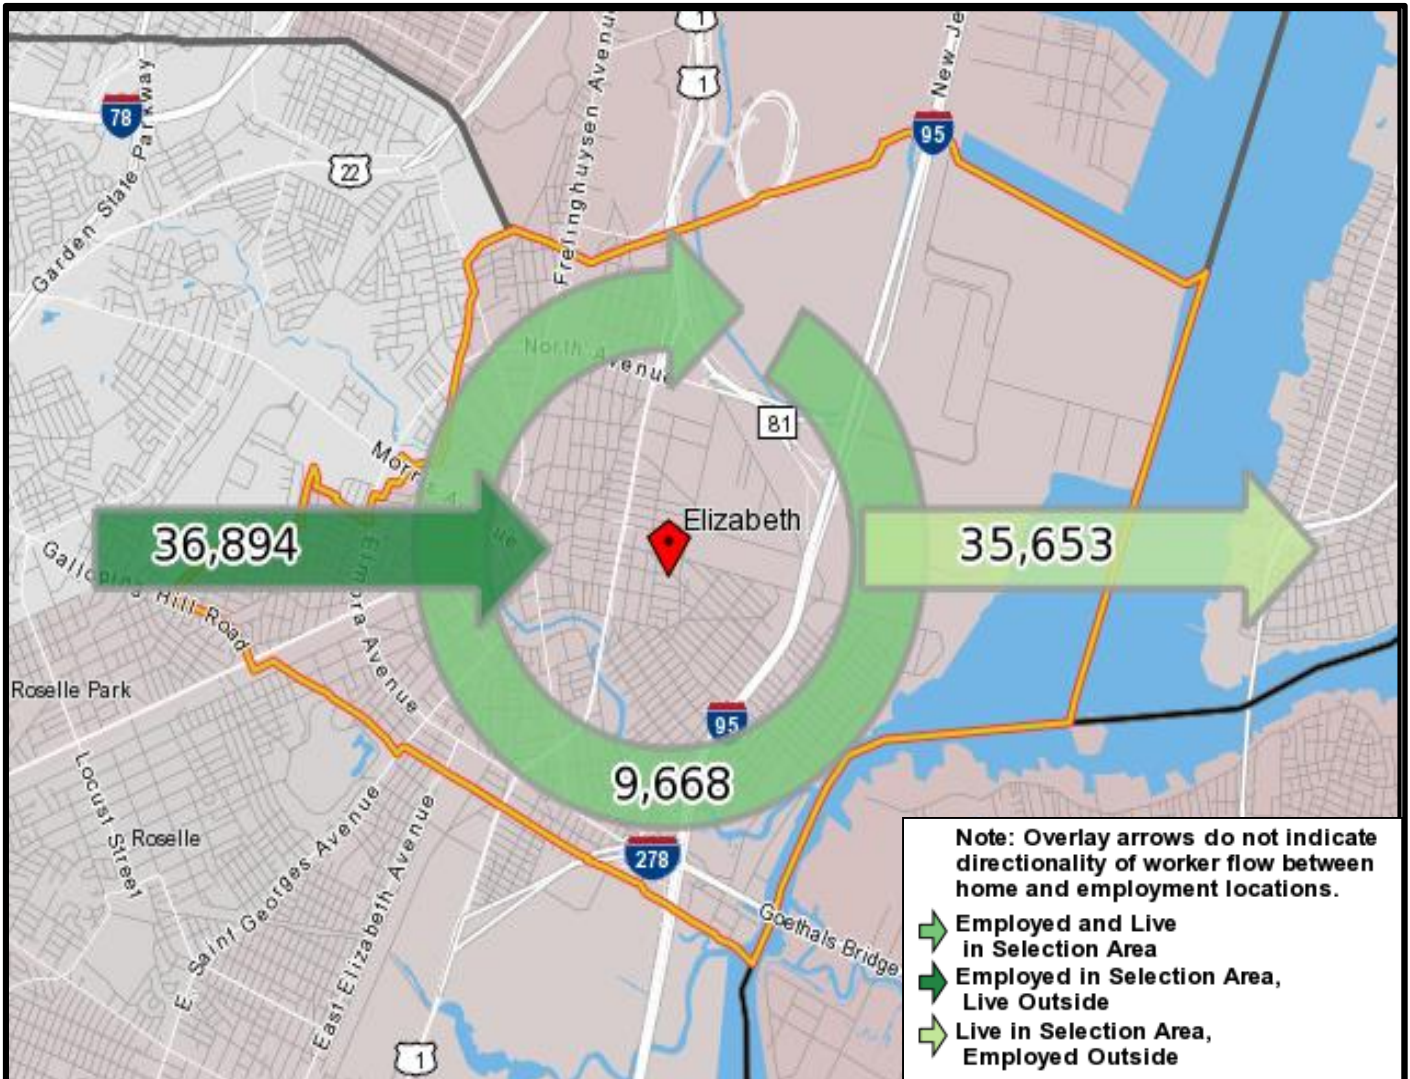 1
1
New Je
78
22
95
Garden State Parkway
Frelinghuysen Avenu
North Avenue
81
Morris Avenue
Elizabeth
36,894
35,653
Galloping Hill Road
Elmora Avenue
Roselle Park
95
9,668
Locust Street
Roselle
278
E. Saint Georges Avenue
East Elizabeth Avenue
Goethals Bridge
1
Note: Overlay arrows do not indicate
directionality of worker flow between
home and employment locations.
Employed and Live
in Selection Area
Employed in Selection Area,
Live Outside
Live in Selection Area,
Employed Outside